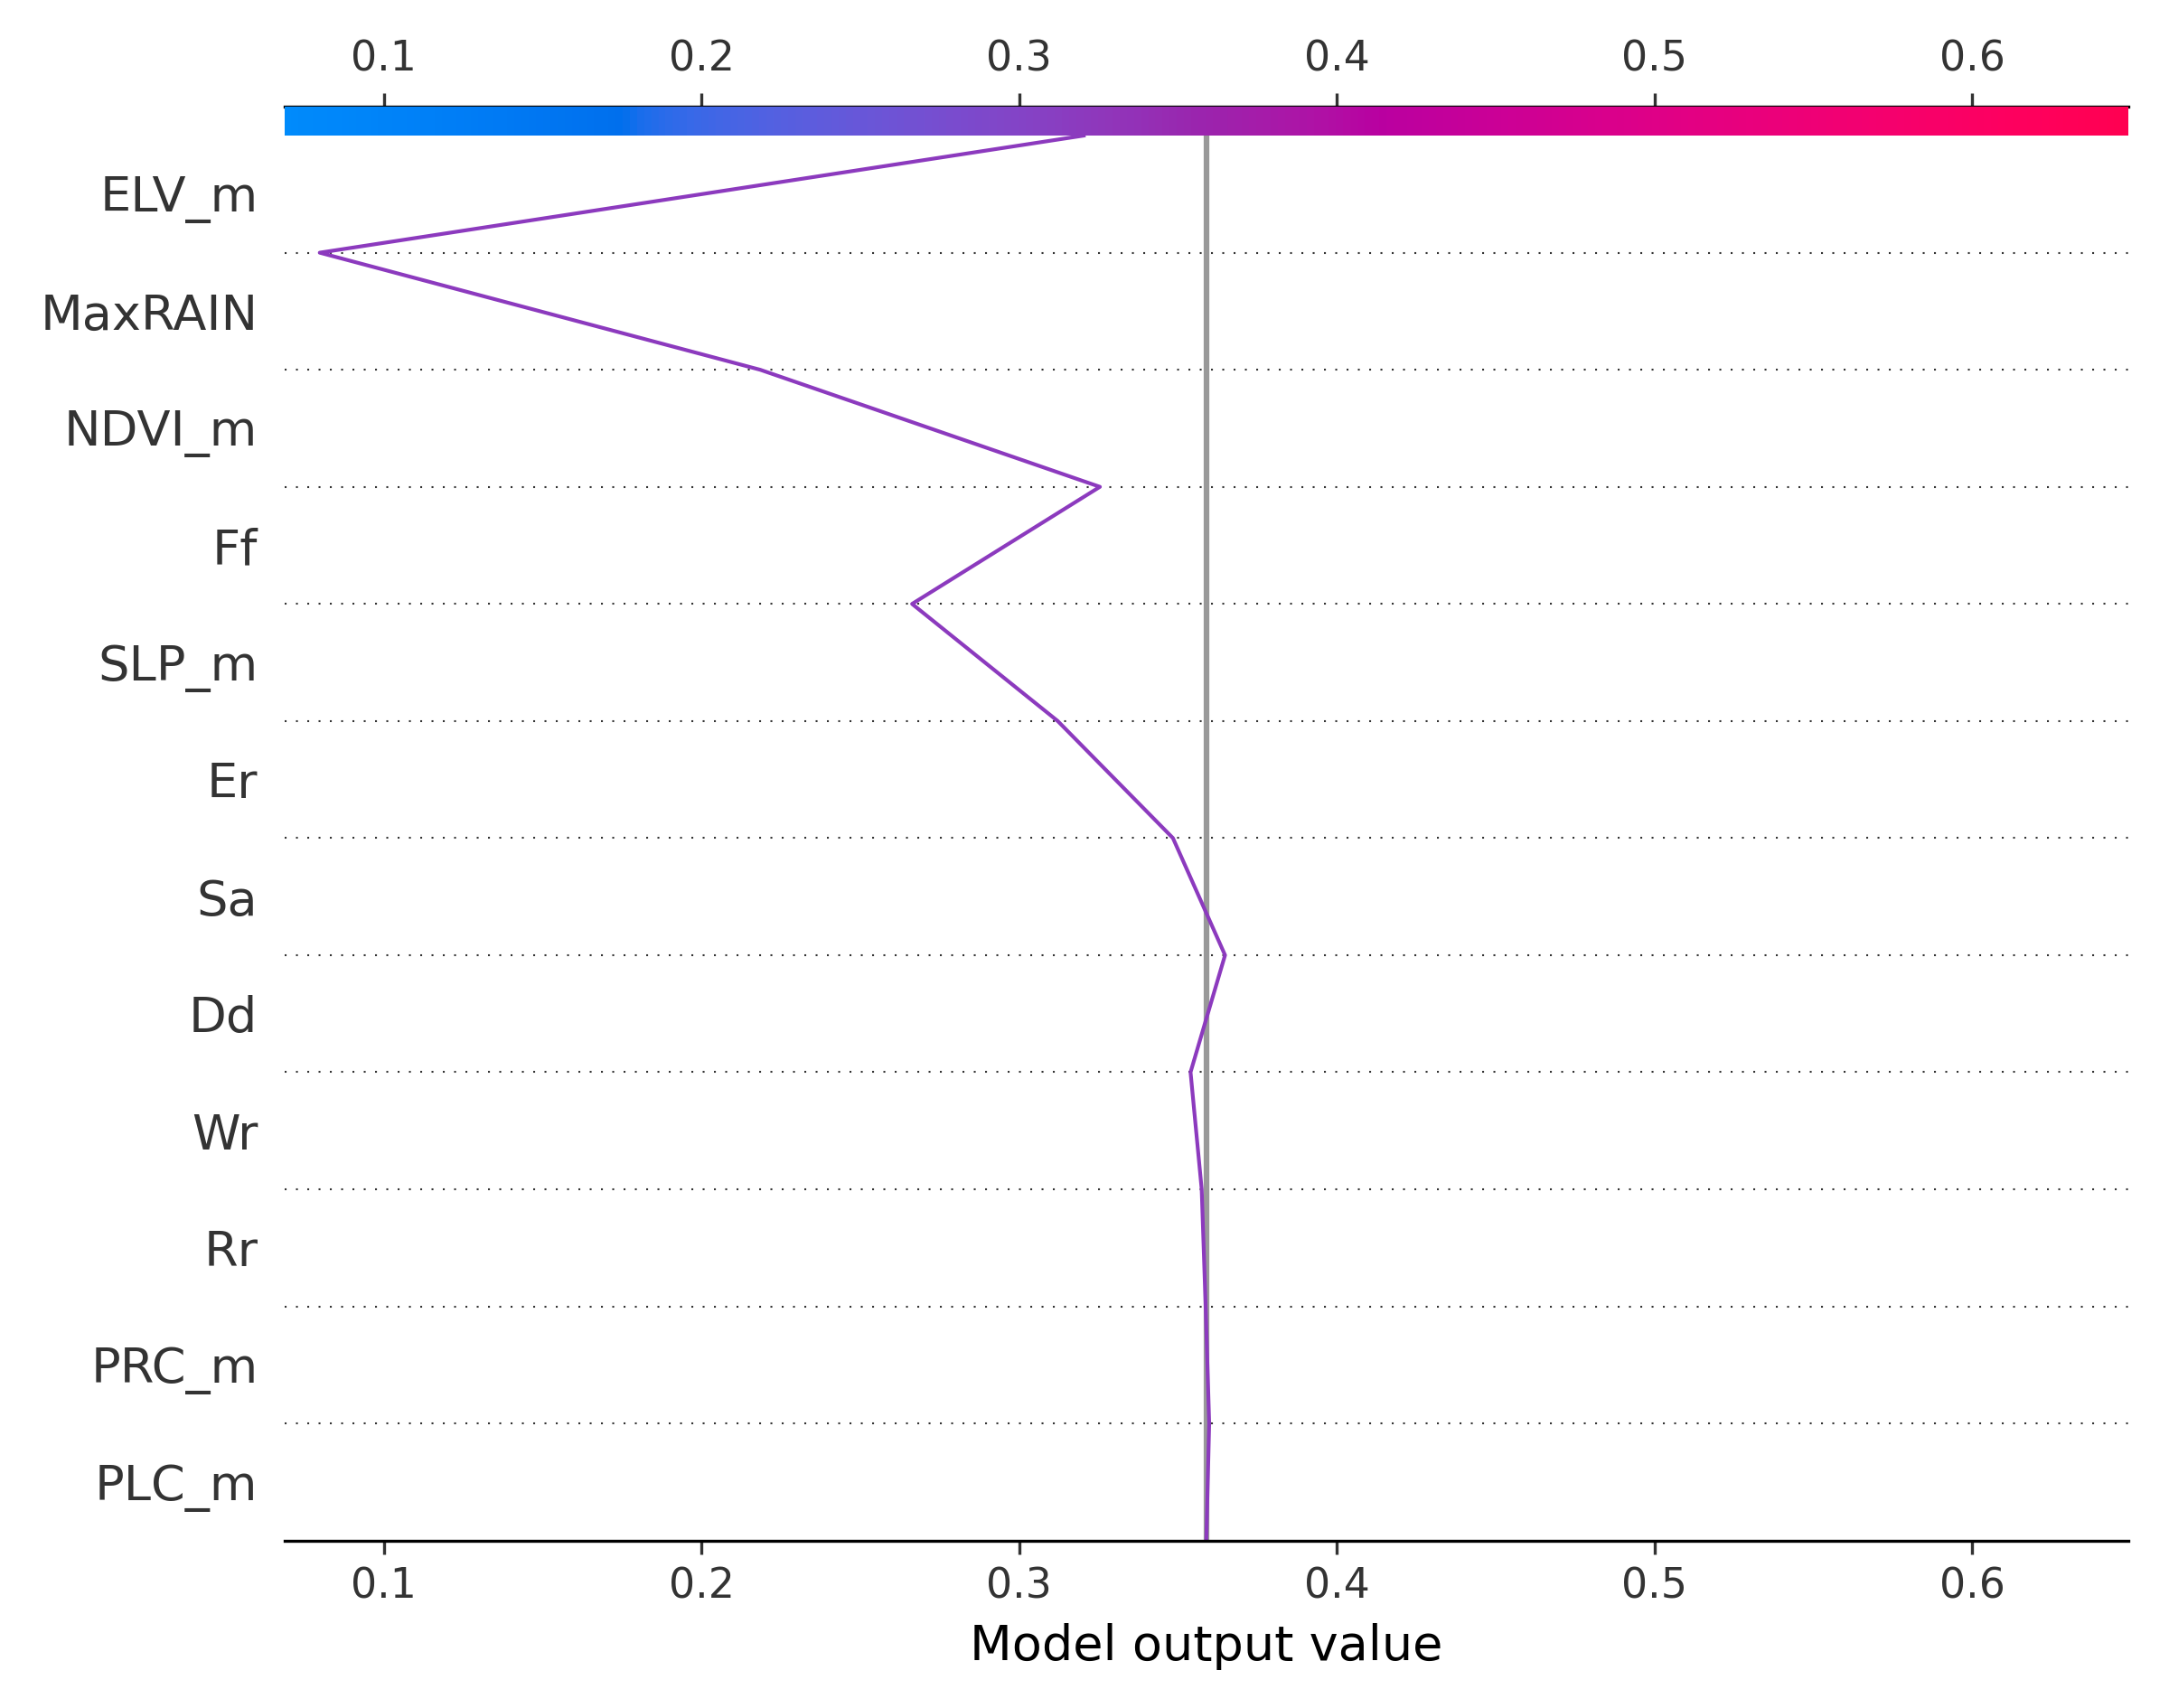 0.1 0.2 0.3 0.4 0.5 0.6
ELV_m
MaxRAIN
NDVI_m
Ff
SLP_m
Er
Sa
Dd
Wr
Rr
PRC_m
PLC_m
0.1 0.2 0.3 0.4 0.5 0.6
Model output value